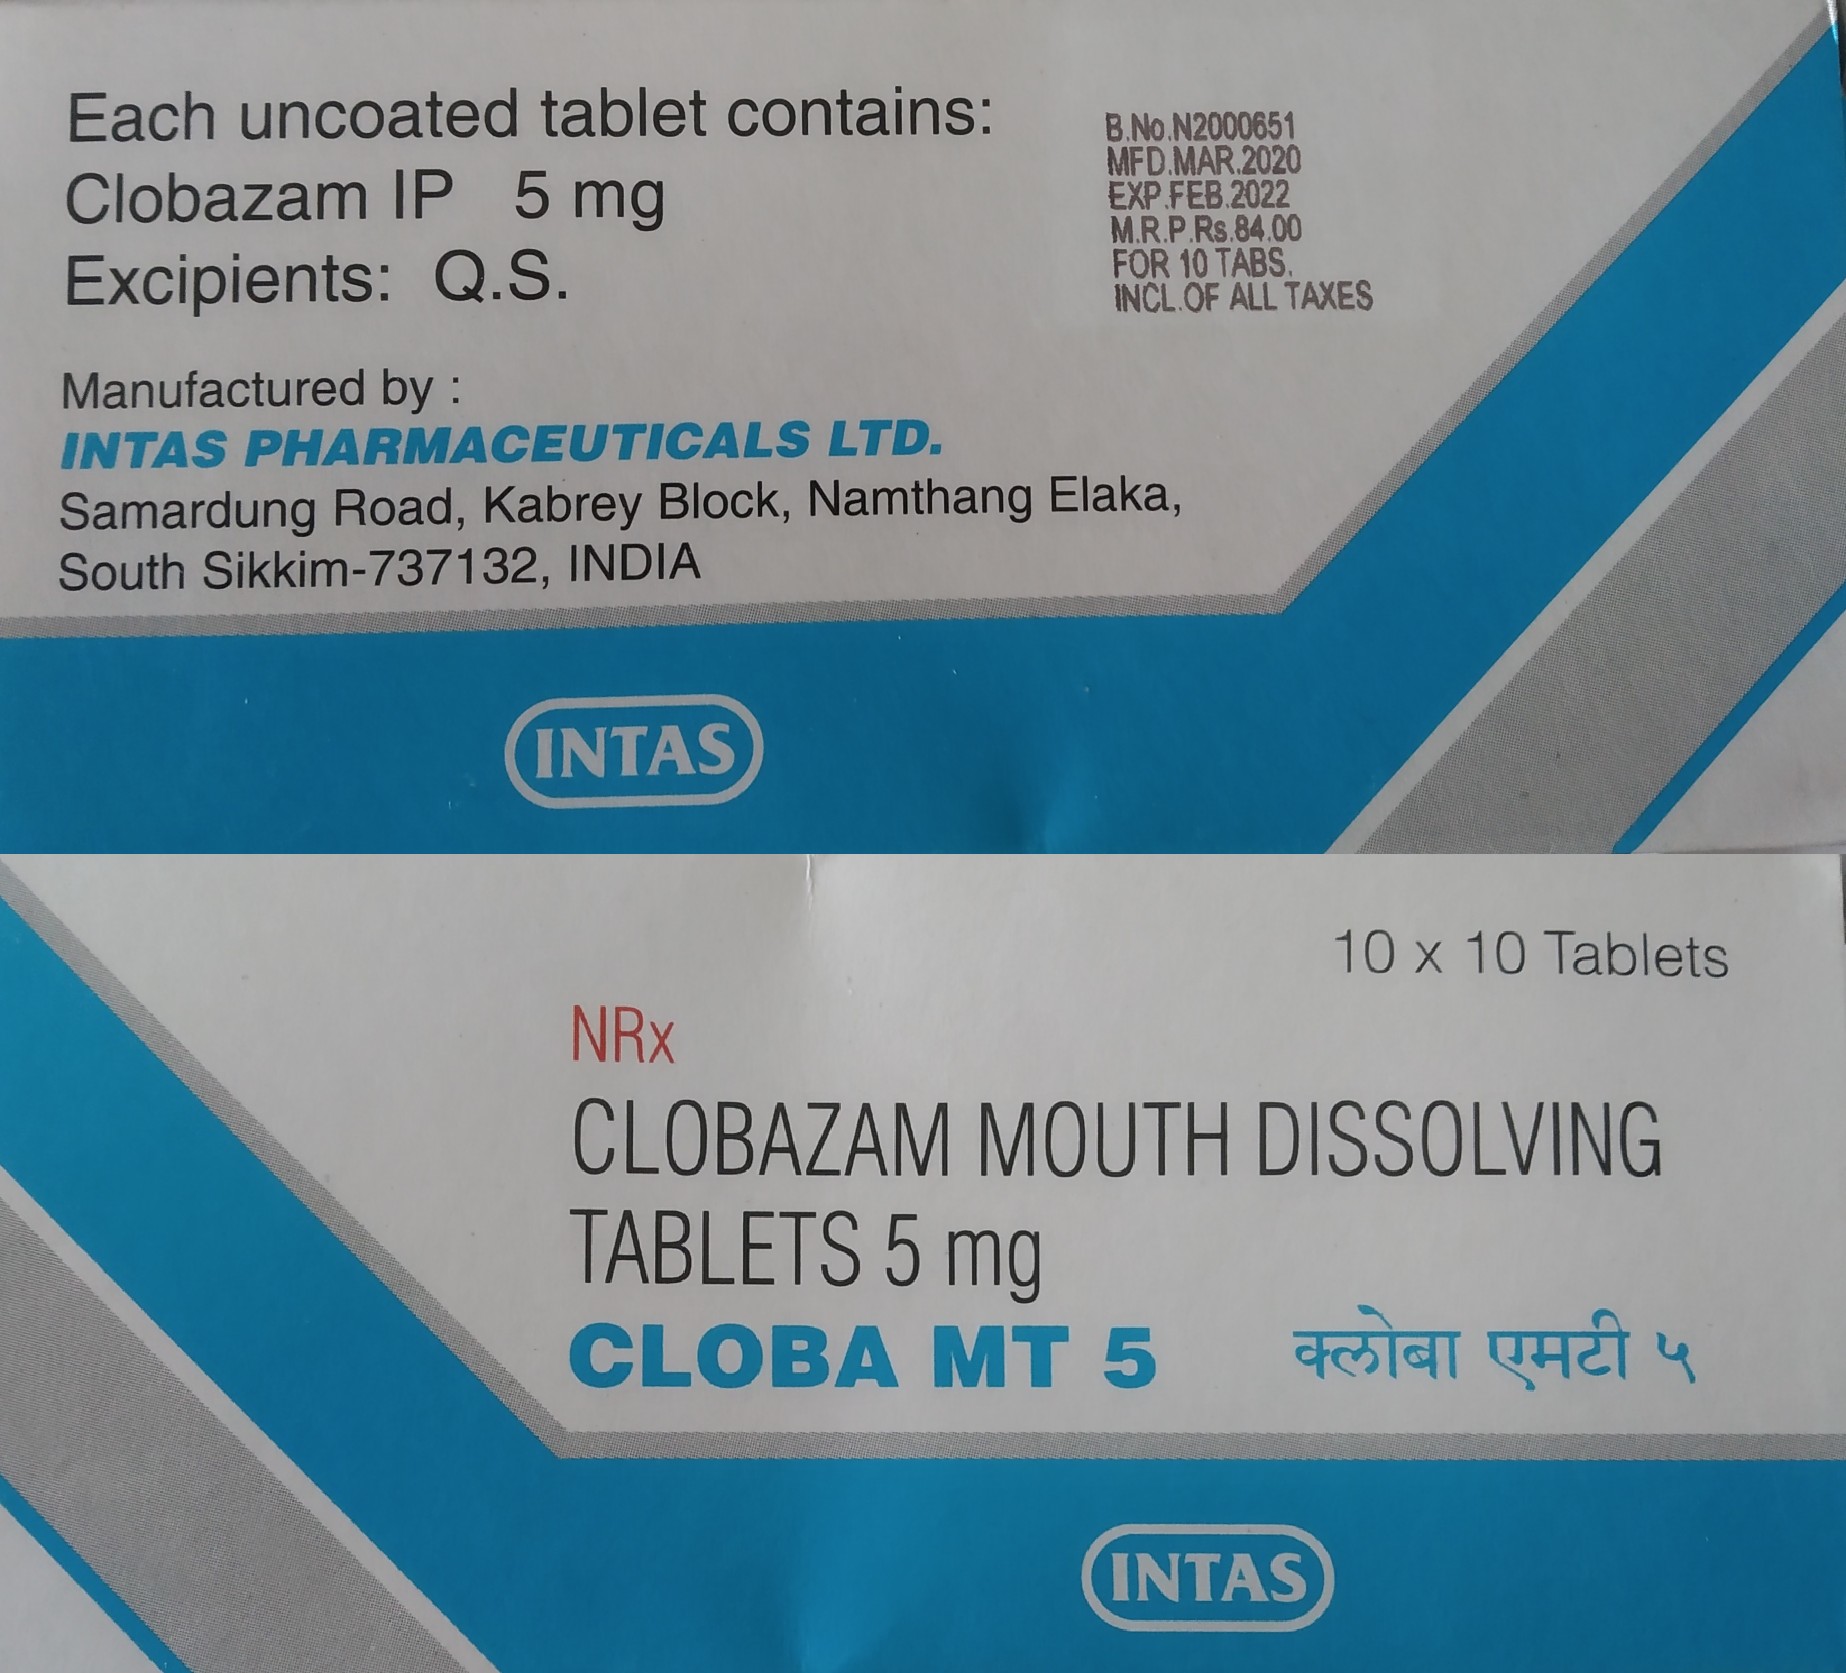 Each uncoated tablet contains:
Clobazam IP 5 mg
Excipients: Q.S.
B.No.N2000651
MFD.MAR.2020
EXP.FEB.2022
M.R.P.Rs.84.00
FOR 10 TABS.
INCL.OF ALL TAXES
Manufactured by :
INTAS PHARMACEUTICALS LTD.
Samardung Road, Kabrey Block, Namthang Elaka,
South Sikkim-737132, INDIA
INTAS
10 x 10 Tablets
NRx
CLOBAZAM MOUTH DISSOLVING
TABLETS 5 mg
CLOBA MT 5 क्लोबा एमटी ५
INTAS